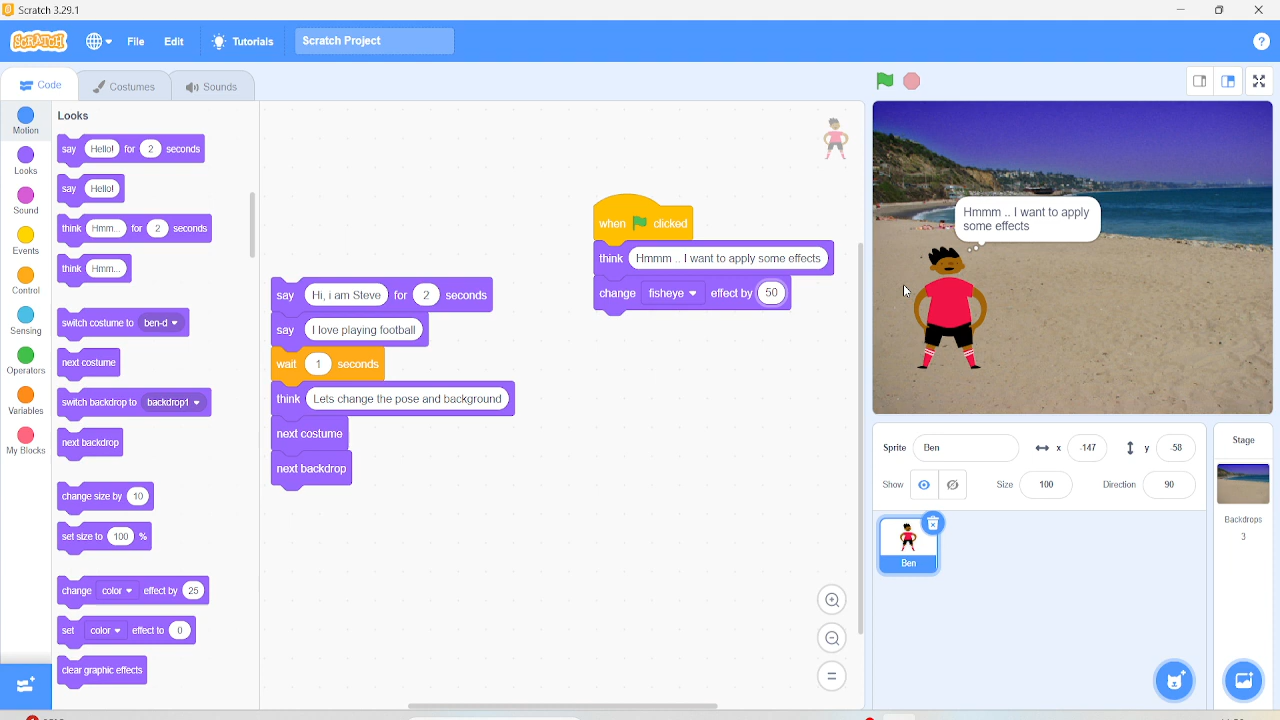 Scratch 3.29.1
SCRATCH File Edit Tutorials Scratch Project ?
Code Costumes Sounds
Motion
Looks
Sound
Events
Control
Sensing
Operators
Variables
My Blocks
Looks
say Hello! for 2 seconds
say Hello!
think Hmm... for 2 seconds
think Hmm...
switch costume to ben-d
next costume
switch backdrop to backdrop1
next backdrop
change size by 10
set size to 100 %
change color effect by 25
set color effect to 0
clear graphic effects
say Hi, i am Steve for 2 seconds
say I love playing football
wait 1 seconds
think Lets change the pose and background
next costume
next backdrop
when clicked
think Hmmm .. I want to apply some effects
change fisheye effect by 50
Hmmm .. I want to apply
some effects
Sprite Ben x -147 y -58
Show Size 100 Direction 90
Ben
Stage
Backdrops
3